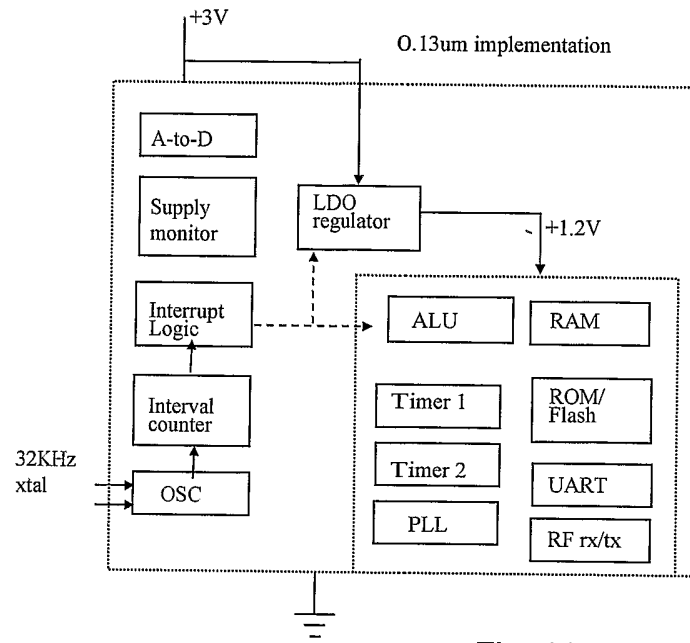 +3V
0.13um implementation
A-to-D
Supply
monitor
LDO
regulator
+1.2V
Interrupt
Logic
ALU
RAM
Interval
counter
Timer 1
ROM/
Flash
32KHz
xtal
OSC
Timer 2
UART
PLL
RF rx/tx